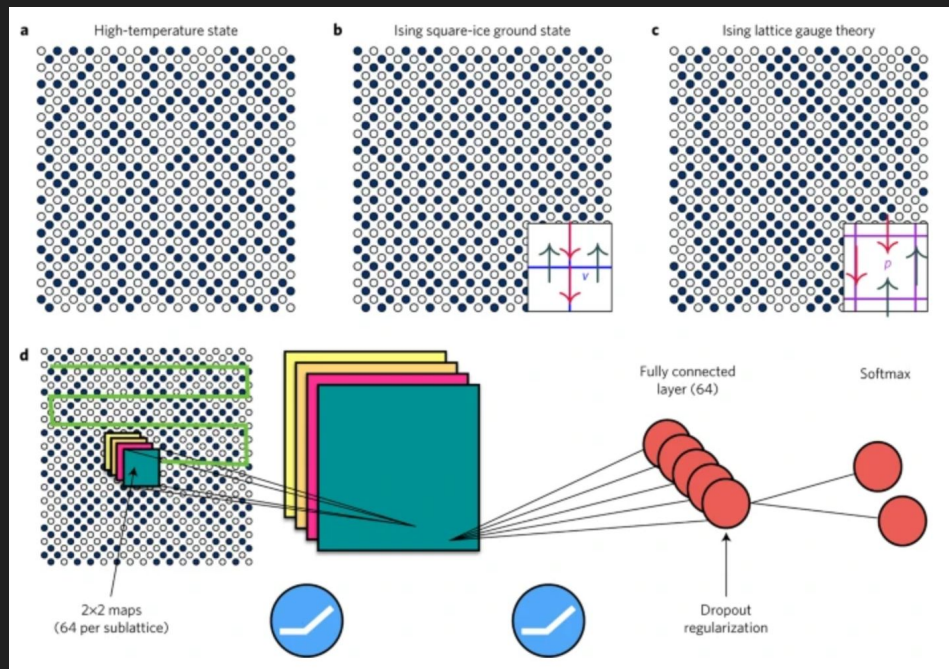 a High-temperature state
b Ising square-ice ground state
c Ising lattice gauge theory
v
p
d
Fully connected
layer (64)
Softmax
2×2 maps
(64 per sublattice)
Dropout
regularization